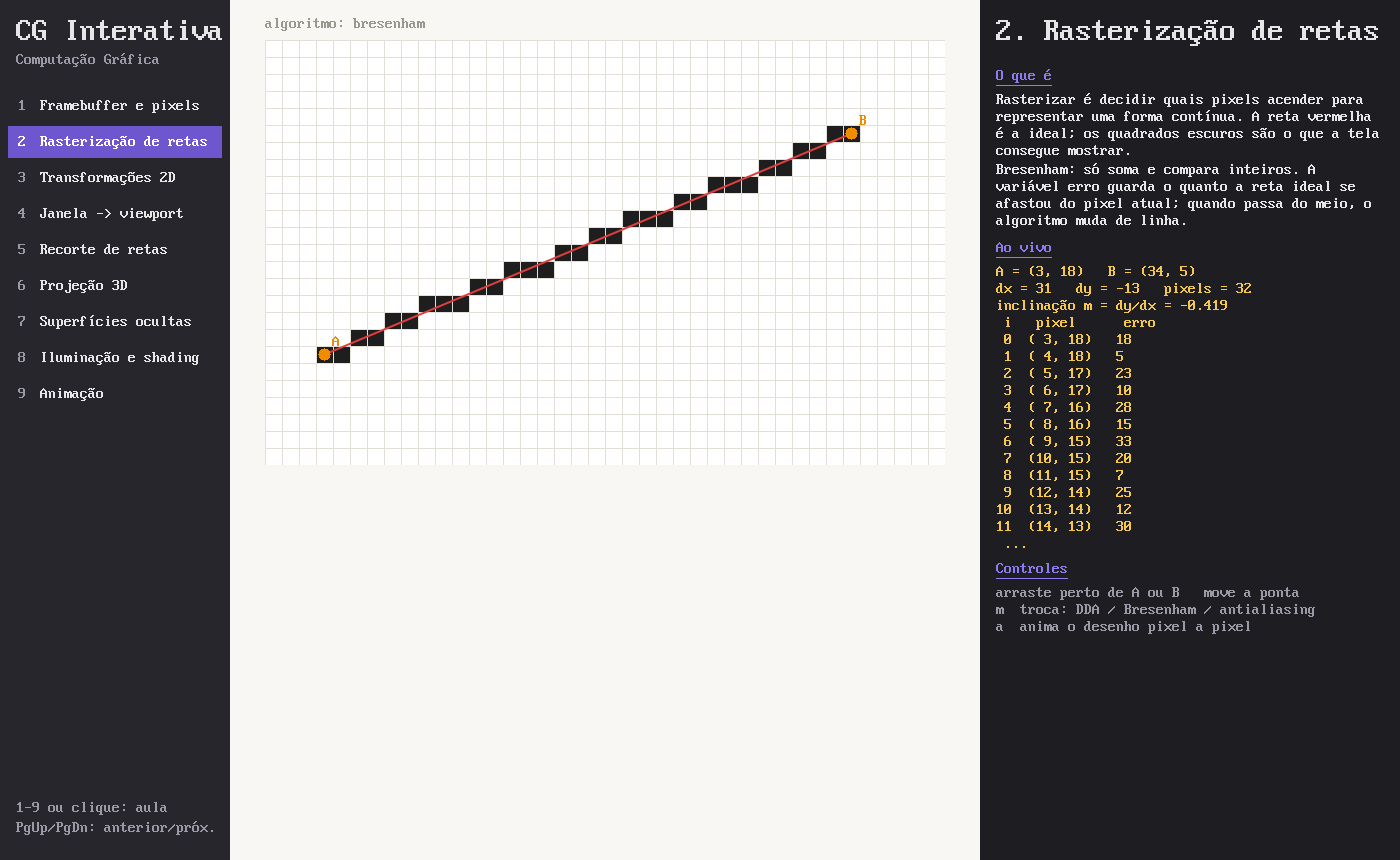 CG Interativa
Computação Gráfica
1 Framebuffer e pixels
2 Rasterização de retas
3 Transformações 2D
4 Janela -> viewport
5 Recorte de retas
6 Projeção 3D
7 Superfícies ocultas
8 Iluminação e shading
9 Animação
1-9 ou clique: aula
PgUp/PgDn: anterior/próx.
algoritmo: bresenham
B
A
2. Rasterização de retas
O que é
Rasterizar é decidir quais pixels acender para
representar uma forma contínua. A reta vermelha
é a ideal; os quadrados escuros são o que a tela
consegue mostrar.
Bresenham: só soma e compara inteiros. A
variável erro guarda o quanto a reta ideal se
afastou do pixel atual; quando passa do meio, o
algoritmo muda de linha.
Ao vivo
A = (3, 18)   B = (34, 5)
dx = 31   dy = -13   pixels = 32
inclinação m = dy/dx = -0.419
i   pixel      erro
0  ( 3, 18)   18
1  ( 4, 18)   5
2  ( 5, 17)   23
3  ( 6, 17)   10
4  ( 7, 16)   28
5  ( 8, 16)   15
6  ( 9, 15)   33
7  (10, 15)   20
8  (11, 15)   7
9  (12, 14)   25
10  (13, 14)   12
11  (14, 13)   30
...
Controles
arraste perto de A ou B   move a ponta
m  troca: DDA / Bresenham / antialiasing
a  anima o desenho pixel a pixel